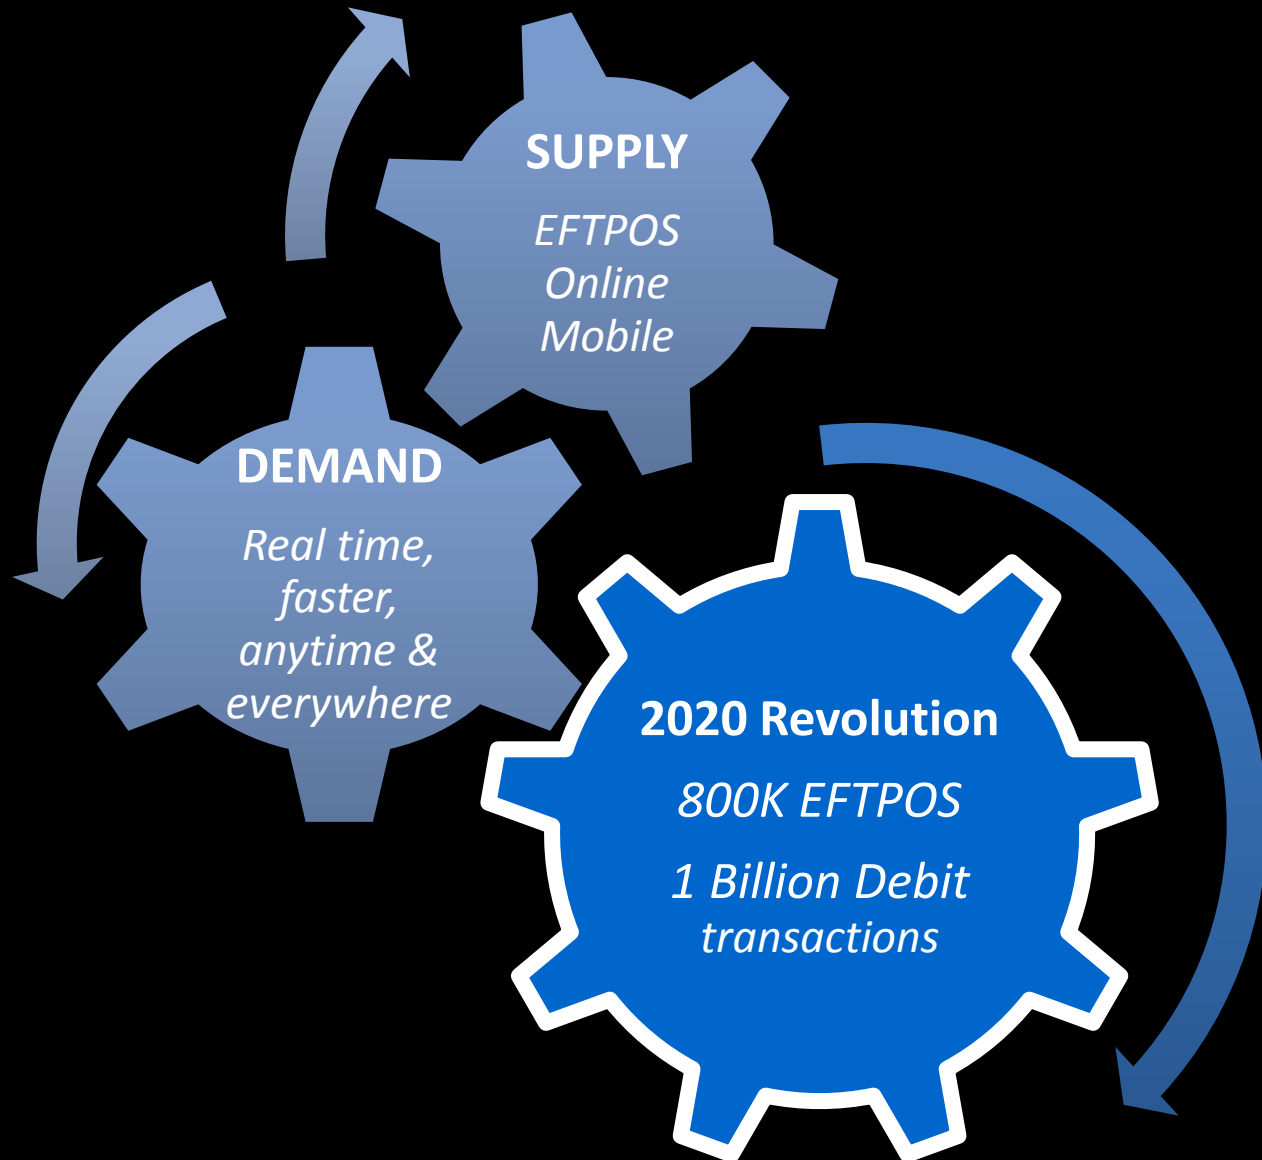 SUPPLY
EFTPOS
Online
Mobile
DEMAND
Real time,
faster,
anytime &
everywhere
2020 Revolution
800K EFTPOS
1 Billion Debit
transactions